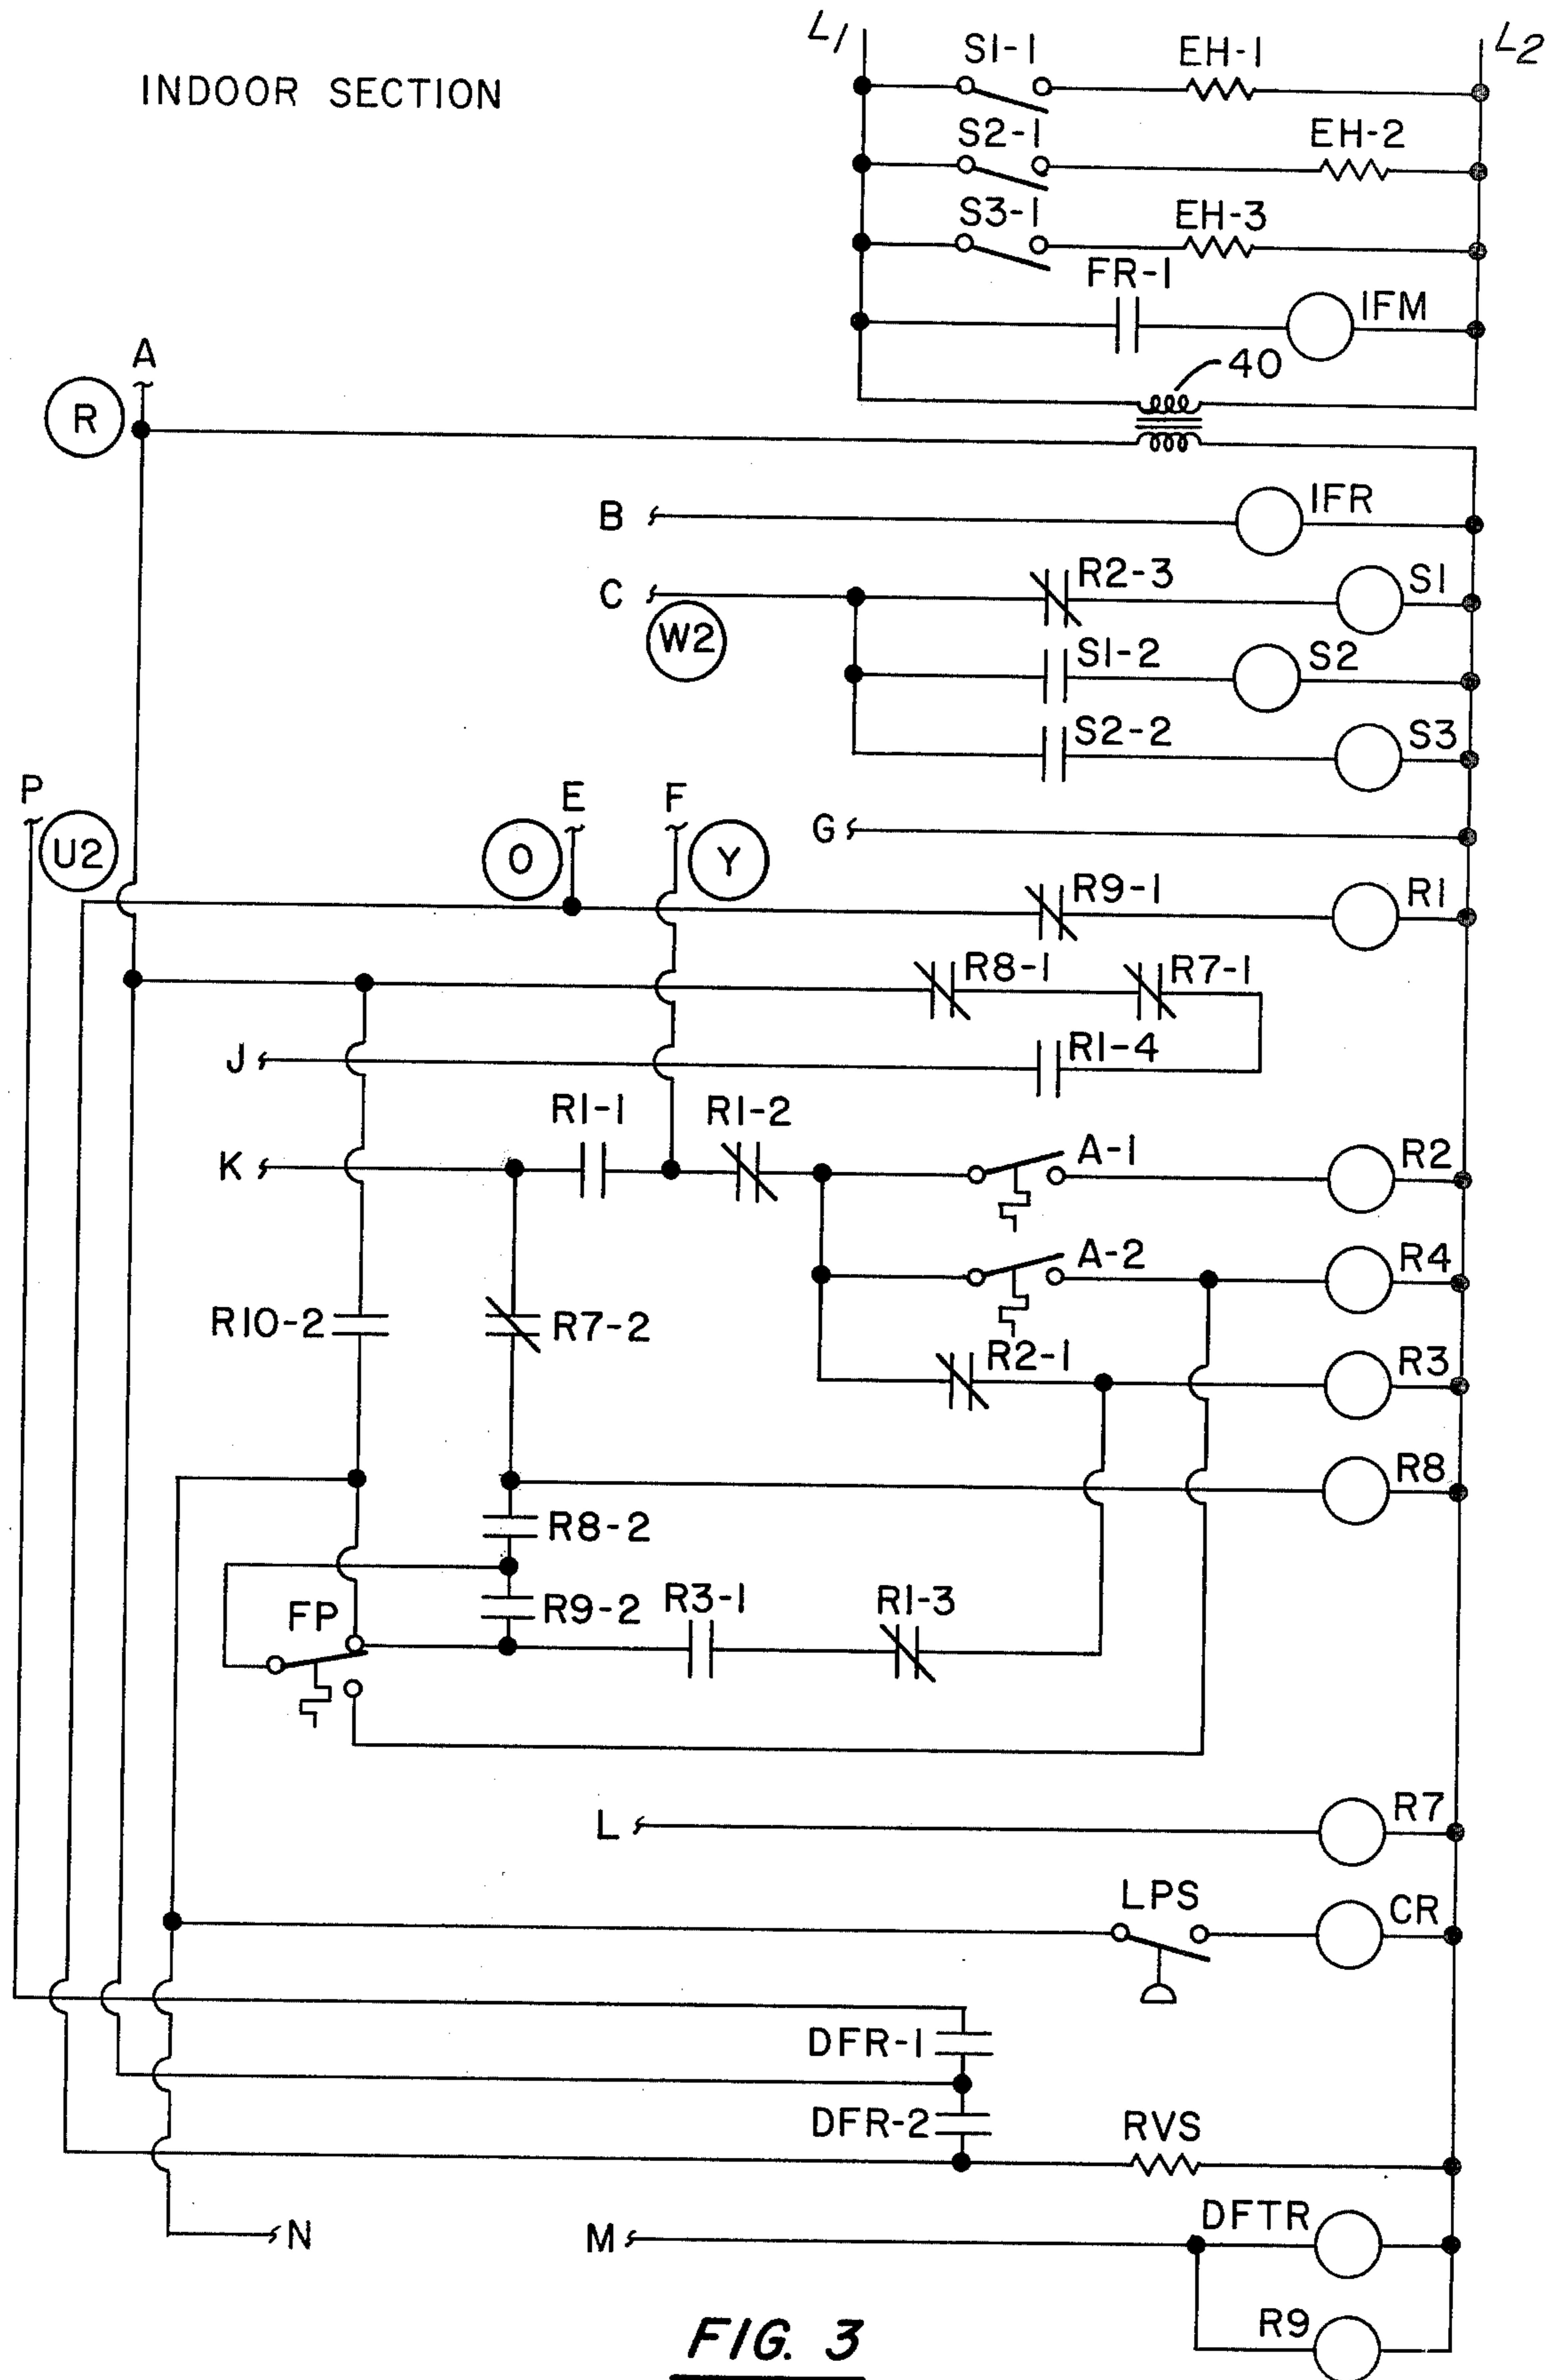 L1 L2
S1-1 EH-1
INDOOR SECTION
S2-1 EH-2
S3-1 EH-3
FR-1 IFM
A
40
R
B IFR
C R2-3 S1
W2
S1-2 S2
S2-2 S3
P E F
G
U2 O Y
R9-1 R1
R8-1 R7-1
J R1-4
R1-1 R1-2
K A-1 R2
A-2 R4
R10-2 R7-2
R2-1 R3
R8
R8-2
FP R9-2 R3-1 R1-3
L R7
LPS CR
DFR-1
DFR-2 RVS
N M DFTR
R9
FIG. 3